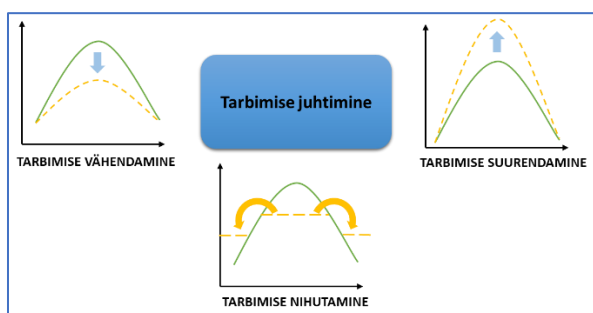 Tarbimise juhtimine
TARBIMISE VÄHENDAMINE
TARBIMISE SUURENDAMINE
TARBIMISE NIHUTAMINE